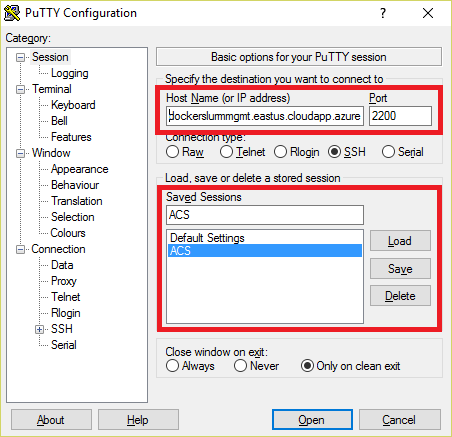 PuTTY Configuration
Category:
Session
Logging
Terminal
Keyboard
Bell
Features
Window
Appearance
Behaviour
Translation
Selection
Colours
Connection
Data
Proxy
Telnet
Rlogin
SSH
Serial
Basic options for your PuTTY session
Specify the destination you want to connect to
Host Name (or IP address) Port
dockerslummgmt.eastus.cloudapp.azure 2200
Connection type:
Raw Telnet Rlogin SSH Serial
Load, save or delete a stored session
Saved Sessions
ACS
Default Settings
ACS
Load
Save
Delete
Close window on exit:
Always Never Only on clean exit
About Help Open Cancel